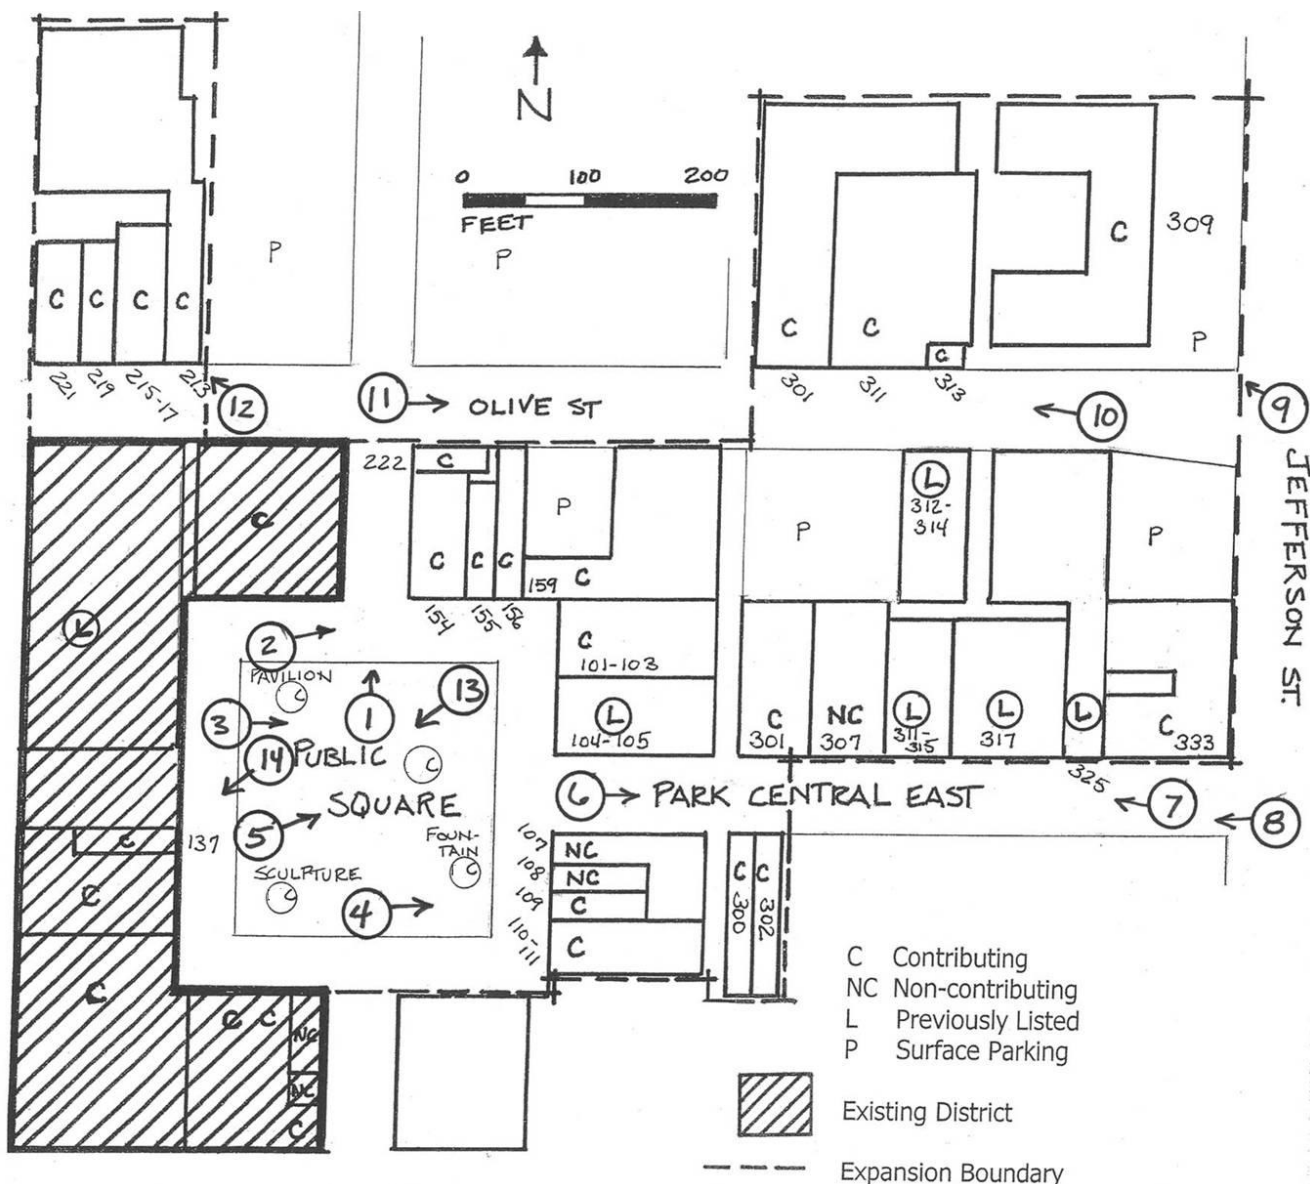 N
0 100 200
FEET
P
P
C
309
C
C
C
C
C
C
C
P
221
219
215-17
213
301
311
313
12
11
OLIVE ST
10
9
JEFFERSON ST.
222
C
L
312-
314
C
P
P
P
C
C
C
159
C
L
154
155
156
2
PAVILION
C
1
13
C
101-103
3
14
PUBLIC
C
L
104-105
C
301
NC
307
L
311-
315
L
317
L
C
333
325
6
PARK CENTRAL EAST
7
8
SQUARE
5
FOUN-
TAIN
C
137
C
C
SCULPTURE
C
4
107
NC
108
NC
109
C
110-
111
C
C
300
C
302
C
C
C
NC
NC
C
C Contributing
NC Non-contributing
L Previously Listed
P Surface Parking
Existing District
Expansion Boundary